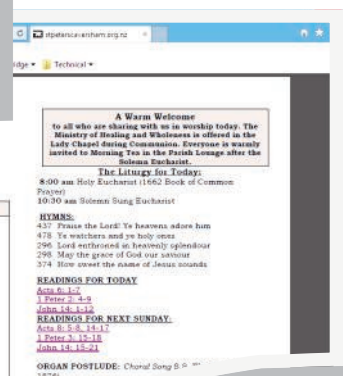 stpeterscaversham.org.nz
idge
Technical
A Warm Welcome
to all who are sharing with us in worship today. The
Ministry of Healing and Wholeness is offered in the
Lady Chapel during Communion. Everyone is warmly
invited to Morning Tea in the Parish Lounge after the
Solemn Eucharist.
The Liturgy for Today:
8:00 am Holy Eucharist (1662 Book of Common
Prayer)
10:30 am Solemn Sung Eucharist
HYMNS:
437 Praise the Lord! Ye heavens adore him
478 Ye watchers and ye holy ones
296 Lord enthroned in heavenly splendour
298 May the grace of God our saviour
374 How sweet the name of Jesus sounds
READINGS FOR TODAY
Acts 6: 1-7
1 Peter 2: 4-9
John 14: 1-12
READINGS FOR NEXT SUNDAY:
Acts 8: 5-8, 14-17
1 Peter 3: 15-18
John 14: 15-21
ORGAN POSTLUDE: Choral Song